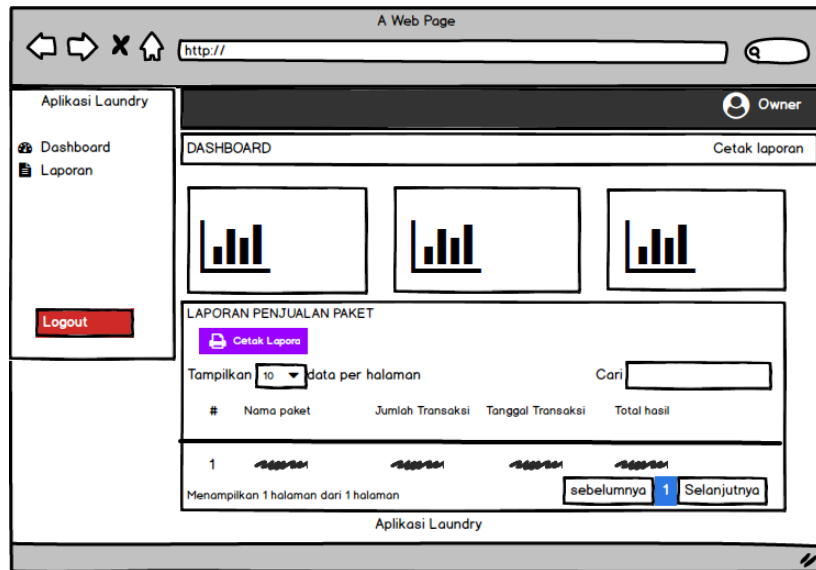 A Web Page
http://
Aplikasi Laundry
Owner
Dashboard
Laporan
Logout
DASHBOARD
Cetak laporan
LAPORAN PENJUALAN PAKET
Cetak Lapora
Tampilkan 10 data per halaman
Cari
# Nama paket Jumlah Transaksi Tanggal Transaksi Total hasil
1
Menampilkan 1 halaman dari 1 halaman
sebelumnya 1 Selanjutnya
Aplikasi Laundry